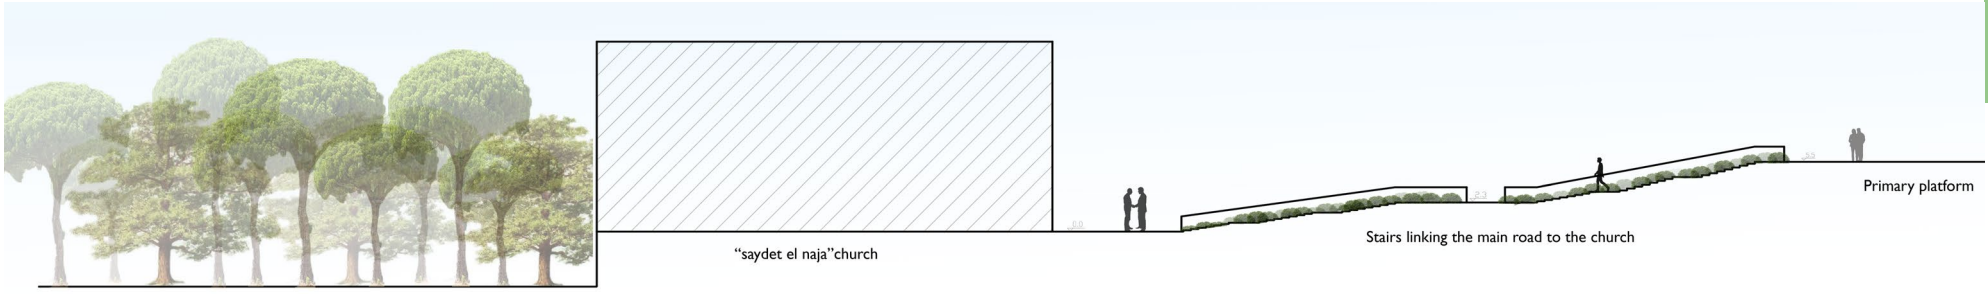 "saydet el naja"church
Stairs linking the main road to the church
Primary platform